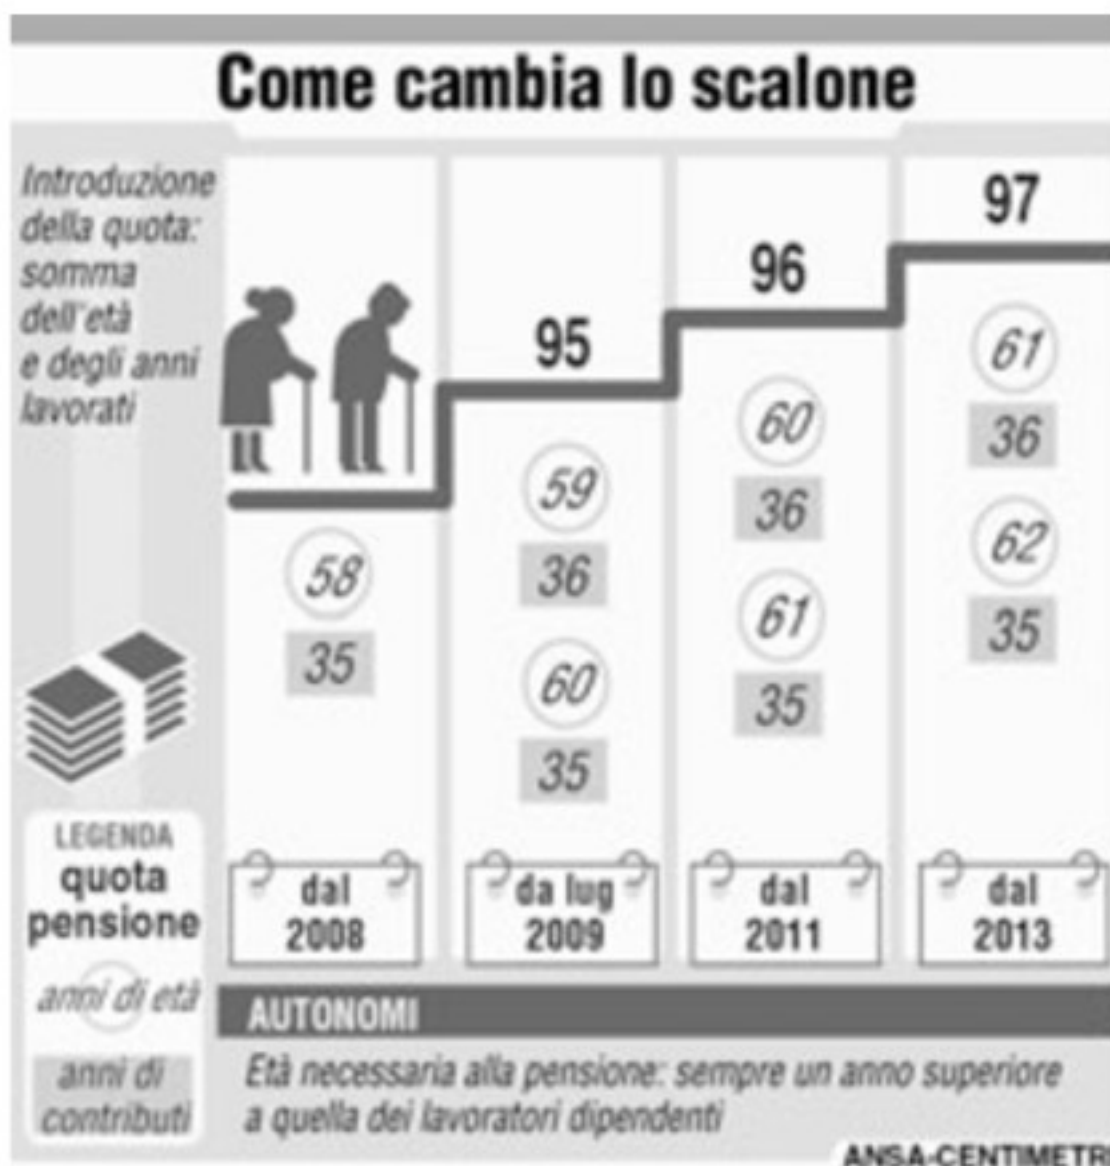 Come cambia lo scalone
Introduzione
della quota:
somma
dell'età
e degli anni
lavorati
58
35
95
59
36
60
35
96
60
36
61
35
97
61
36
62
35
LEGENDA
quota
pensione
anni di età
anni di
contributi
dal
2008
da lug
2009
dal
2011
dal
2013
AUTONOMI
Età necessaria alla pensione: sempre un anno superiore
a quella dei lavoratori dipendenti
ANSA-CENTIMETR